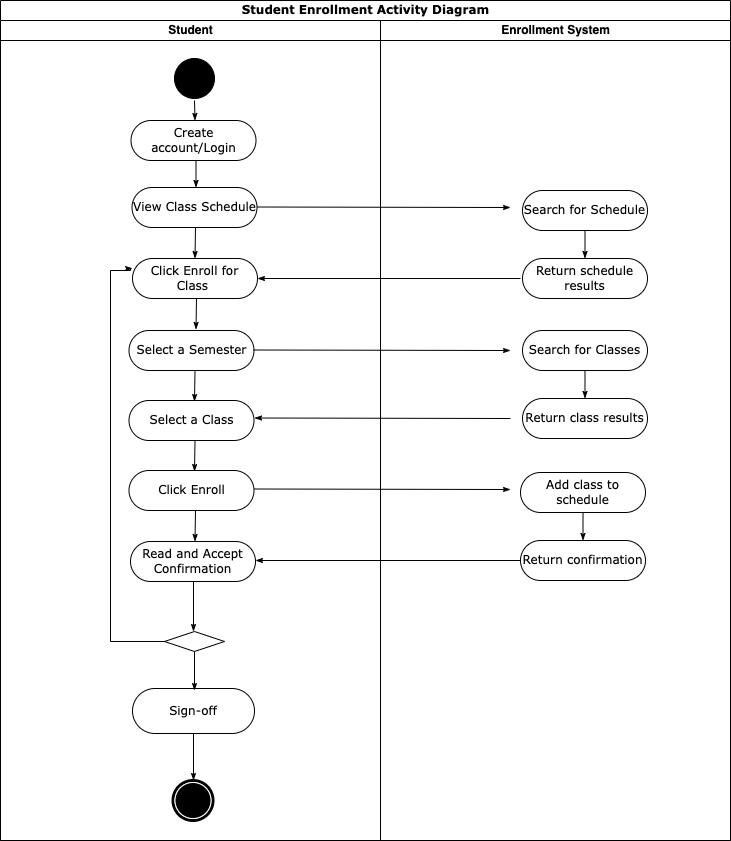 Student Enrollment Activity Diagram
Student
Enrollment System
Create
account/Login
View Class Schedule
Search for Schedule
Click Enroll for
Class
Return schedule
results
Select a Semester
Search for Classes
Select a Class
Return class results
Click Enroll
Add class to
schedule
Read and Accept
Confirmation
Return confirmation
Sign-off